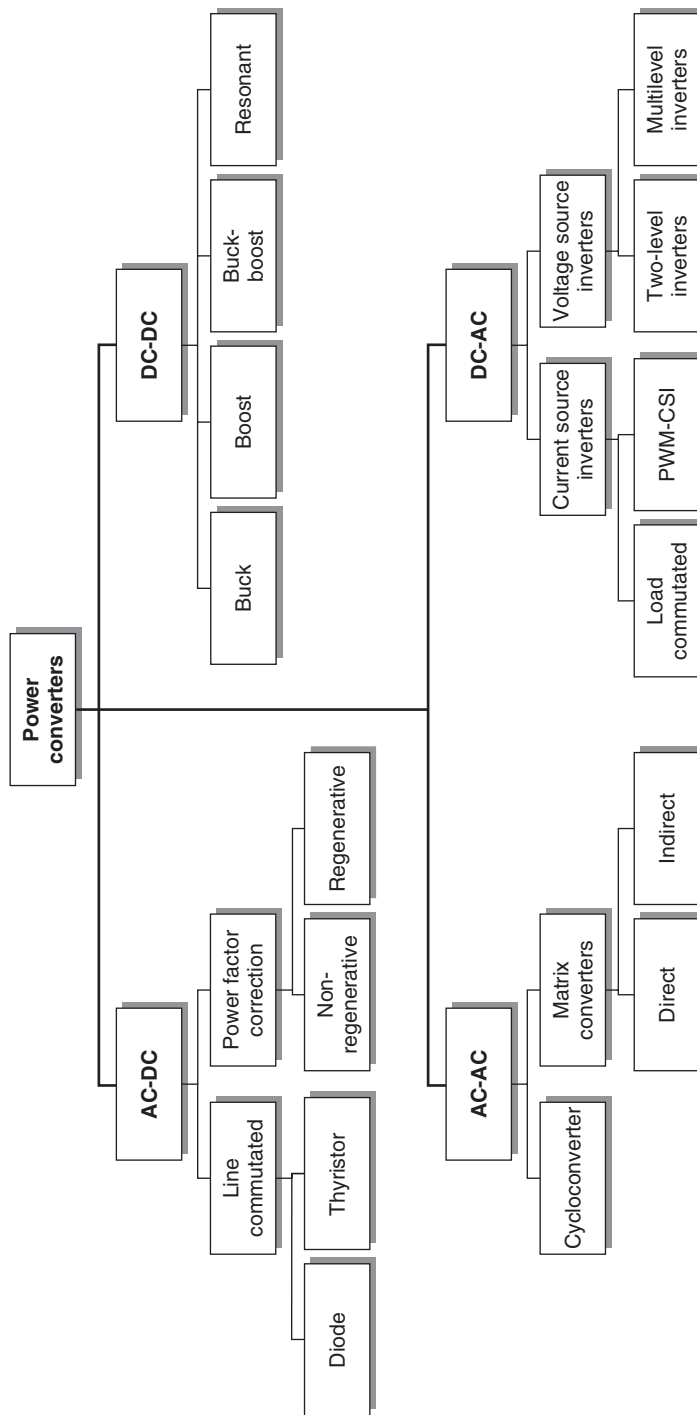 Power
converters
AC-DC
DC-DC
Line
commutated
Power factor
correction
Buck
Boost
Buck-
boost
Resonant
Diode
Thyristor
Non-
regenerative
Regenerative
AC-AC
DC-AC
Cycloconverter
Matrix
converters
Current source
inverters
Voltage source
inverters
Direct
Indirect
Load
commutated
PWM-CSI
Two-level
inverters
Multilevel
inverters